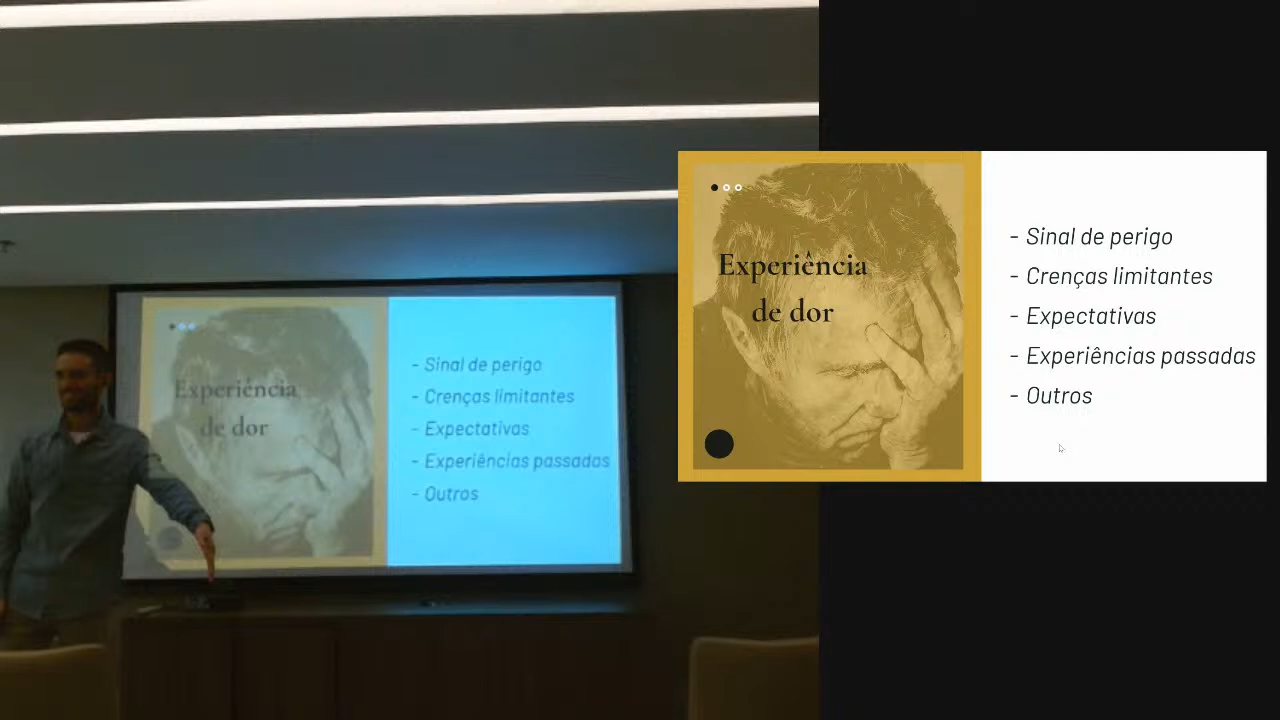 Experiência
de dor
- Sinal de perigo
- Crenças limitantes
- Expectativas
- Experiências passadas
- Outros
Experiência
de dor
- Sinal de perigo
- Crenças limitantes
- Expectativas
- Experiências passadas
- Outros